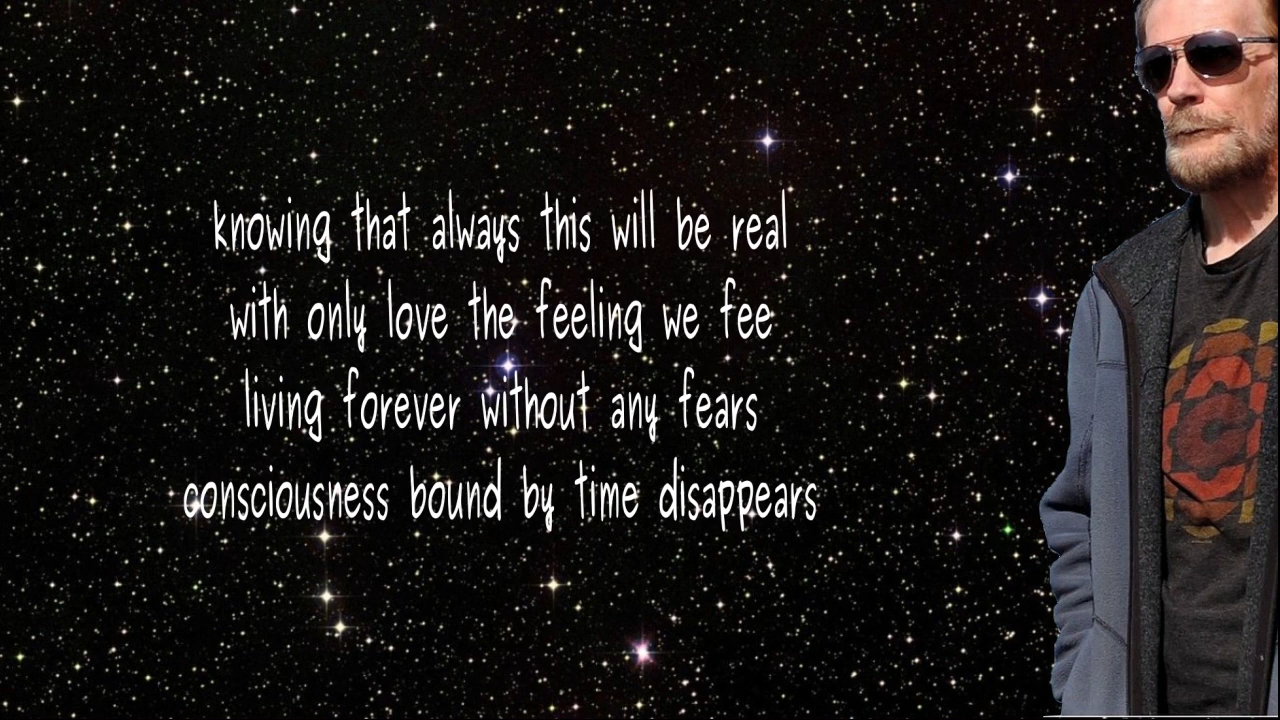 knowing that always this will be real
with only love the feeling we fee
living forever without any fears
consciousness bound by time disappears